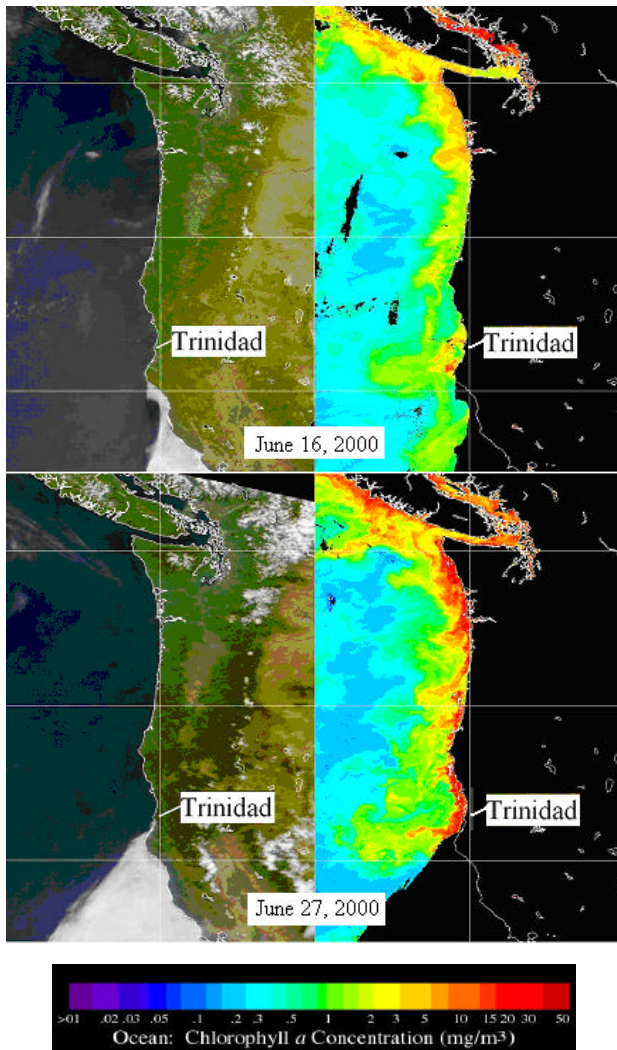 Trinidad
Trinidad
June 16, 2000
Trinidad
Trinidad
June 27, 2000
>01 .02 .03 .05 .1 .2 .3 .5 1 2 3 5 10 15 20 30 50
Ocean: Chlorophyll a Concentration (mg/m³)